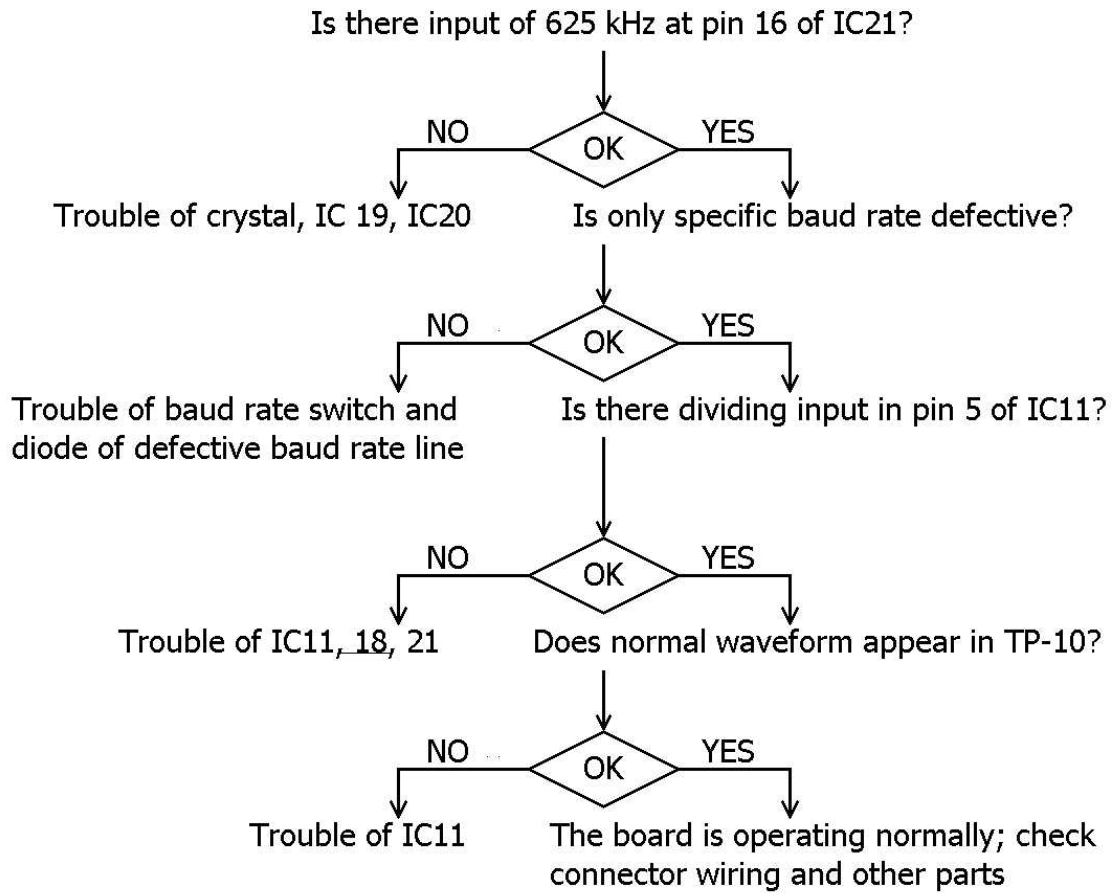 Is there input of 625 kHz at pin 16 of IC21?
NO
OK
YES
Trouble of crystal, IC 19, IC20
Is only specific baud rate defective?
NO
OK
YES
Trouble of baud rate switch and
diode of defective baud rate line
Is there dividing input in pin 5 of IC11?
NO
OK
YES
Trouble of IC11, 18, 21
Does normal waveform appear in TP-10?
NO
OK
YES
Trouble of IC11
The board is operating normally; check
connector wiring and other parts